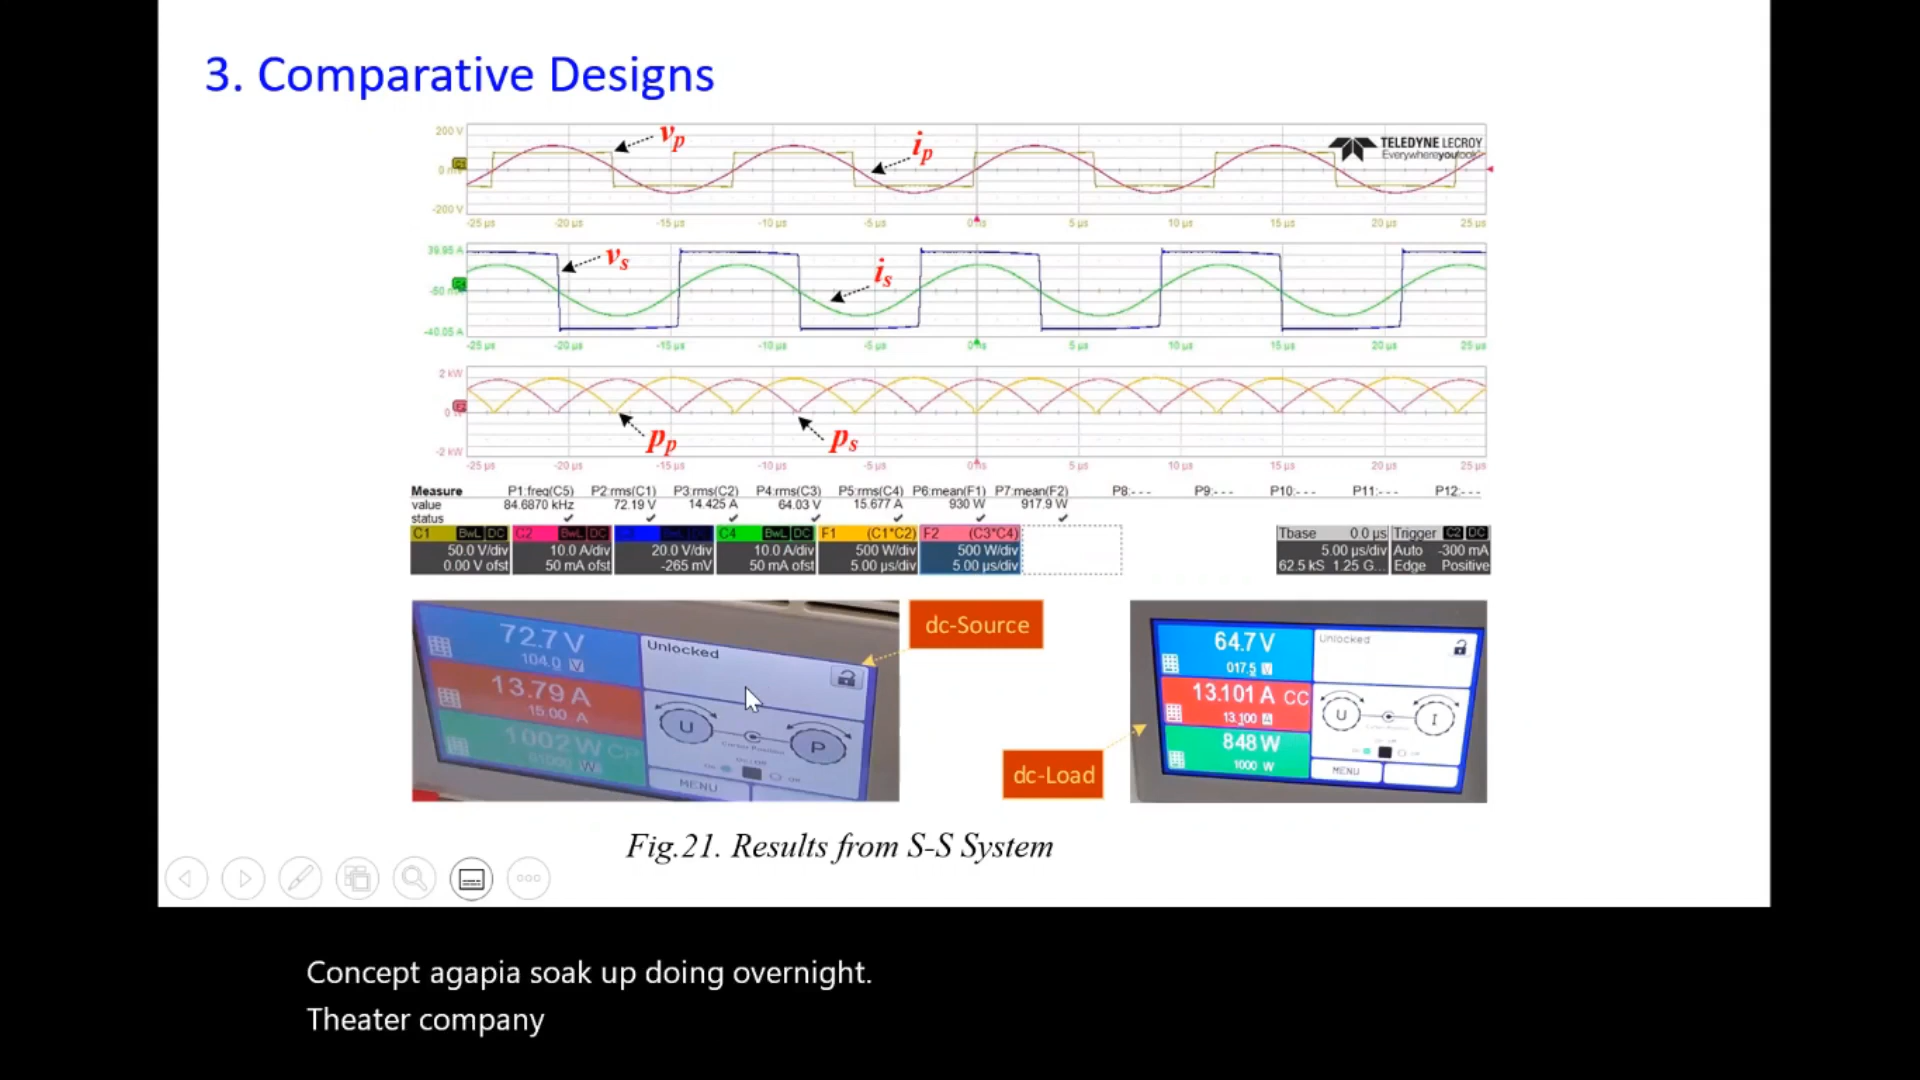 3. Comparative Designs
TELEDYNE LECROY
Everywhereyoulook
200 V
-200 V
vp
ip
-25 µs -20 µs -15 µs -10 µs -5 µs 0 ns 5 µs 10 µs 15 µs 20 µs 25 µs
39.95 A
-40.05 A
vs
is
-25 µs -20 µs -15 µs -10 µs -5 µs 0 ns 5 µs 10 µs 15 µs 20 µs 25 µs
2 kW
-2 kW
pp
ps
-25 µs -20 µs -15 µs -10 µs -5 µs 0 ns 5 µs 10 µs 15 µs 20 µs 25 µs
Measure P1:freq(C5) P2:rms(C1) P3:rms(C2) P4:rms(C3) P5:rms(C4) P6:mean(F1) P7:mean(F2) P8:--- P9:--- P10:--- P11:--- P12:---
value 84.6870 kHz 72.19 V 14.425 A 64.03 V 15.677 A 930 W 917.9 W
status
C1 BwL DC C2 BwL DC C4 BwL DC F1 (C1*C2) F2 (C3*C4) Tbase 0.0 µs Trigger C2 DC
50.0 V/div 10.0 A/div 20.0 V/div 10.0 A/div 500 W/div 500 W/div 5.00 µs/div Auto -300 mA
0.00 V ofst 50 mA ofst -265 mV 50 mA ofst 5.00 µs/div 5.00 µs/div 62.5 kS 1.25 G... Edge Positive
72.7 V
104.0 V
13.79 A
15.00 A
1002 W CP
Unlocked
U
P
MENU
dc-Source
dc-Load
64.7 V
017.5 V
13.101 A CC
13.100 A
848 W
1000 W
Unlocked
U
I
MENU
Fig.21. Results from S-S System
Concept agapia soak up doing overnight.
Theater company